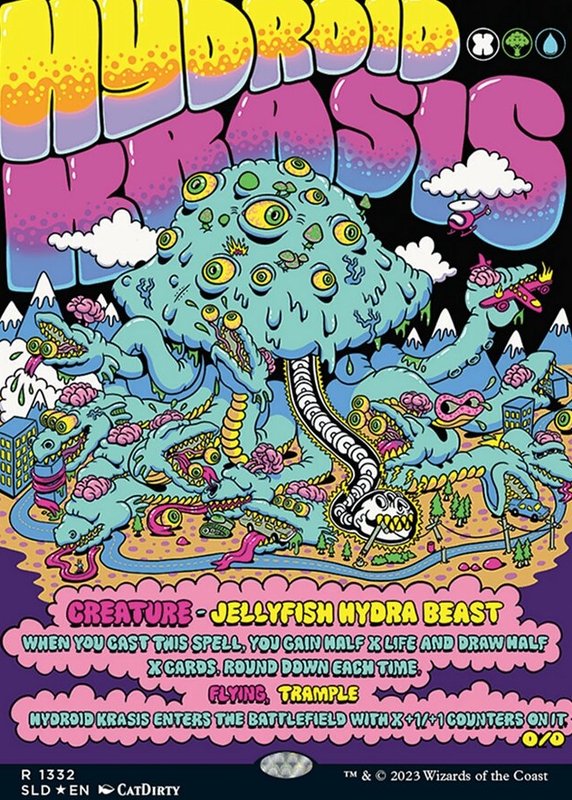 HYDROID
X
KRASIS
CREATURE - JELLYFISH HYDRA BEAST
WHEN YOU CAST THIS SPELL, YOU GAIN HALF X LIFE AND DRAW HALF
X CARDS. ROUND DOWN EACH TIME.
FLYING, TRAMPLE
HYDROID KRASIS ENTERS THE BATTLEFIELD WITH X +1/+1 COUNTERS ON IT.
0/0
R 1332
SLD ★ EN CATDIRTY
™ & © 2023 Wizards of the Coast